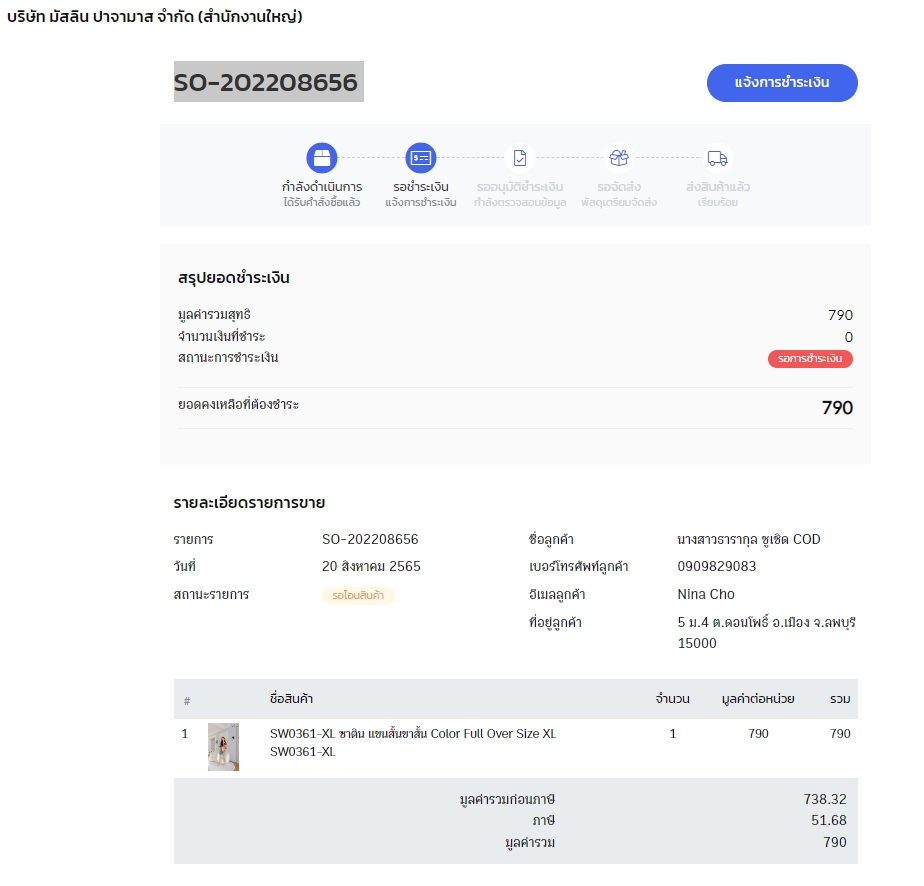 บริษัท มัสลิน ปาจามาส จำกัด (สำนักงานใหญ่)
SO-202208656
แจ้งการชำระเงิน
กำลังดำเนินการ รอชำระเงิน รออนุมัติชำระเงิน รอจัดส่ง ส่งสินค้าแล้ว
ได้รับคำสั่งซื้อแล้ว แจ้งการชำระเงิน กำลังตรวจสอบข้อมูล พัสดุเตรียมจัดส่ง เรียบร้อย
สรุปยอดชำระเงิน
มูลค่ารวมสุทธิ 790
จำนวนเงินที่ชำระ 0
สถานะการชำระเงิน รอการชำระเงิน
ยอดคงเหลือที่ต้องชำระ 790
รายละเอียดรายการขาย
รายการ SO-202208656 ชื่อลูกค้า นางสาวธารากุล ชูเชิด COD
วันที่ 20 สิงหาคม 2565 เบอร์โทรศัพท์ลูกค้า 0909829083
สถานะรายการ รอโอนสินค้า อีเมลลูกค้า Nina Cho
ที่อยู่ลูกค้า 5 ม.4 ต.ดอนโพธิ์ อ.เมือง จ.ลพบุรี
15000
# ชื่อสินค้า จำนวน มูลค่าต่อหน่วย รวม
1 SW0361-XL ซาติน แขนสั้นขาสั้น Color Full Over Size XL 1 790 790
SW0361-XL
มูลค่ารวมก่อนภาษี 738.32
ภาษี 51.68
มูลค่ารวม 790